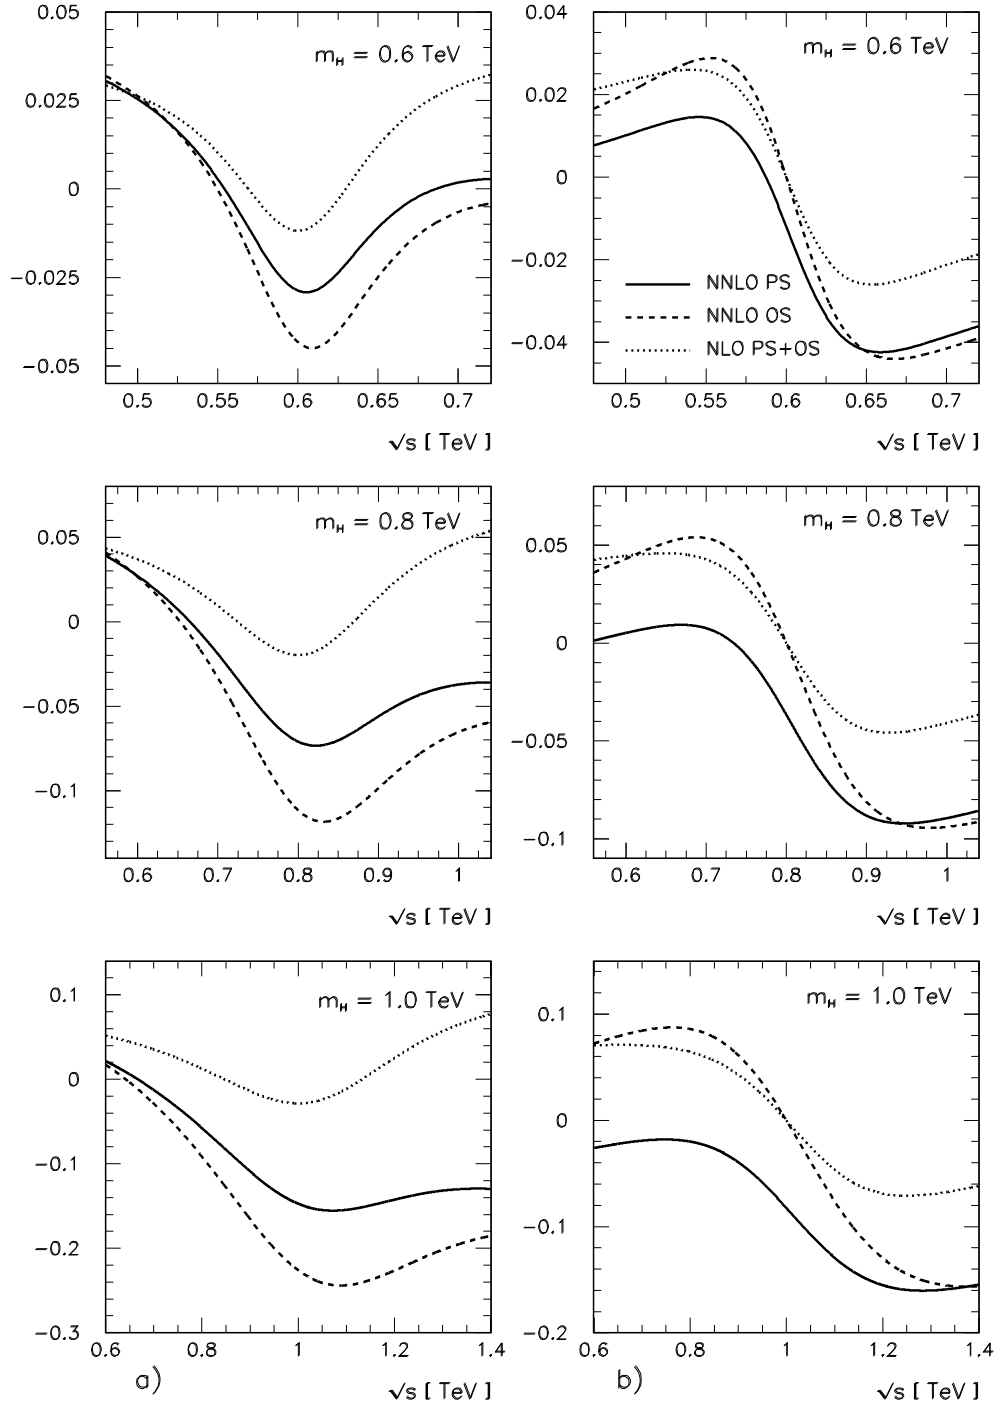 0.05
0.025
0
−0.025
−0.05
m_H = 0.6 TeV
0.5 0.55 0.6 0.65 0.7
√s [ TeV ]
0.04
0.02
0
−0.02
−0.04
m_H = 0.6 TeV
NNLO PS
NNLO OS
NLO PS+OS
0.5 0.55 0.6 0.65 0.7
√s [ TeV ]
0.05
0
−0.05
−0.1
m_H = 0.8 TeV
0.6 0.7 0.8 0.9 1
√s [ TeV ]
0.05
0
−0.05
−0.1
m_H = 0.8 TeV
0.6 0.7 0.8 0.9 1
√s [ TeV ]
0.1
0
−0.1
−0.2
−0.3
m_H = 1.0 TeV
0.6 0.8 1 1.2 1.4
a) √s [ TeV ]
0.1
0
−0.1
−0.2
m_H = 1.0 TeV
0.6 0.8 1 1.2 1.4
b) √s [ TeV ]